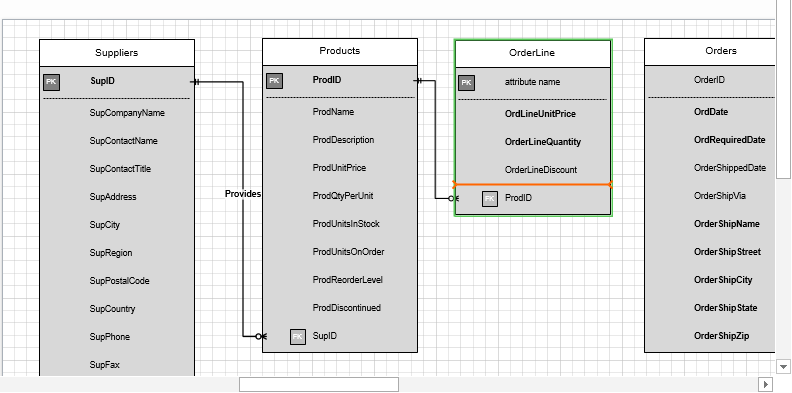 Suppliers
PK SupID
SupCompanyName
SupContactName
SupContactTitle
SupAddress
SupCity
SupRegion
SupPostalCode
SupCountry
SupPhone
SupFax
Provides
Products
PK ProdID
ProdName
ProdDescription
ProdUnitPrice
ProdQtyPerUnit
ProdUnitsInStock
ProdUnitsOnOrder
ProdReorderLevel
ProdDiscontinued
FK SupID
OrderLine
PK attribute name
OrdLineUnitPrice
OrderLineQuantity
OrderLineDiscount
FK ProdID
Orders
OrderID
OrdDate
OrdRequiredDate
OrderShippedDate
OrderShipVia
OrderShipName
OrderShipStreet
OrderShipCity
OrderShipState
OrderShipZip